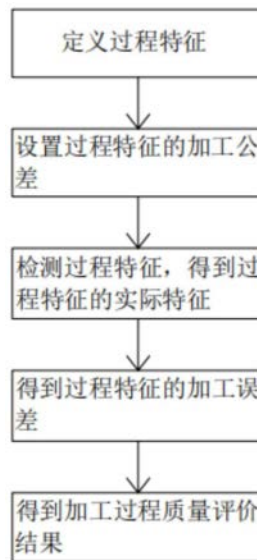 定义过程特征
设置过程特征的加工公
差
检测过程特征，得到过
程特征的实际特征
得到过程特征的加工误
差
得到加工过程质量评价
结果